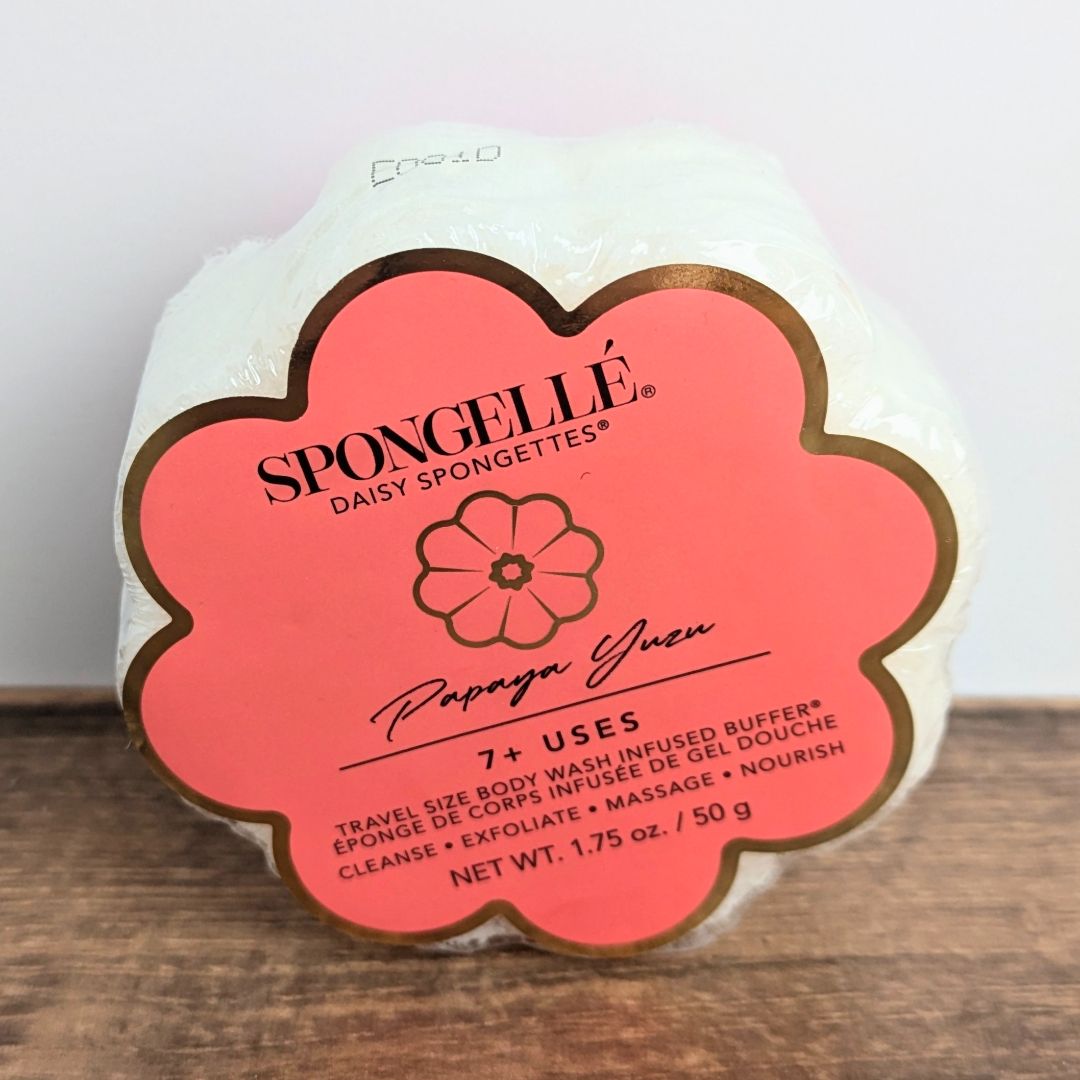 SPONGELLÉ®
DAISY SPONGETTES®
Papaya Yuzu
7+ USES
TRAVEL SIZE BODY WASH INFUSED BUFFER®
ÉPONGE DE CORPS INFUSÉE DE GEL DOUCHE
CLEANSE • EXFOLIATE • MASSAGE • NOURISH
NET WT. 1.75 oz. / 50 g